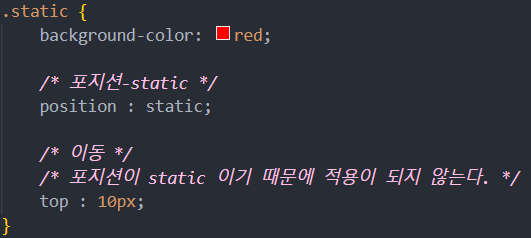 .static {
background-color: red;
/* 포지션-static */
position : static;
/* 이동 */
/* 포지션이 static 이기 때문에 적용이 되지 않는다. */
top : 10px;
}